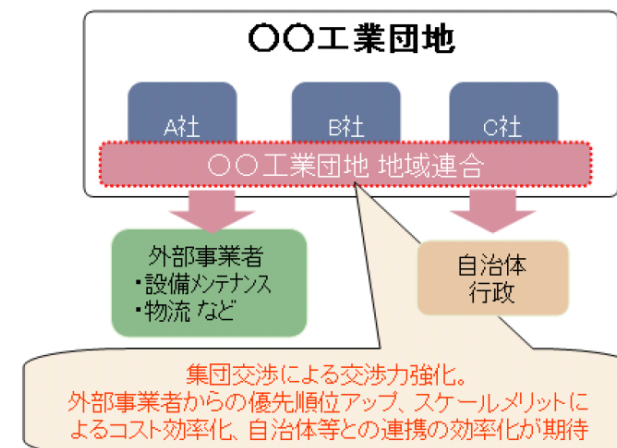 〇〇工業団地
A社
B社
C社
〇〇工業団地 地域連合
外部事業者
・設備メンテナンス
・物流 など
自治体
行政
集団交渉による交渉力強化。
外部事業者からの優先順位アップ、スケールメリットに
よるコスト効率化、自治体等との連携の効率化が期待